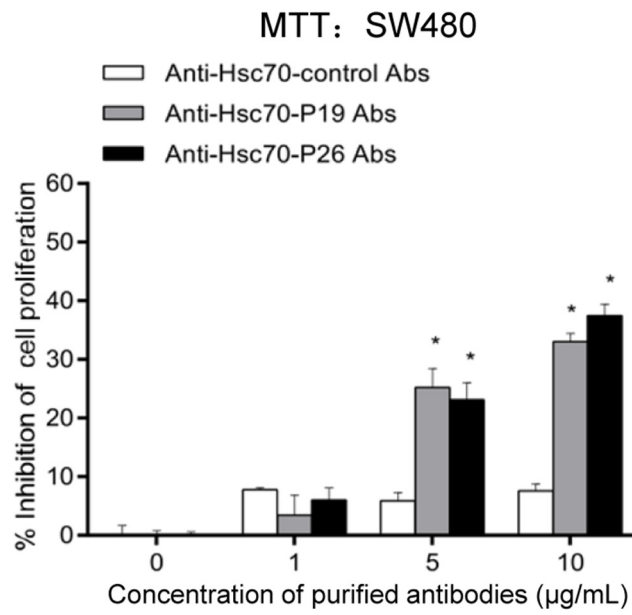 MTT：SW480
Anti-Hsc70-control Abs
Anti-Hsc70-P19 Abs
Anti-Hsc70-P26 Abs
% Inhibition of cell proliferation
60
50
40
30
20
10
0
*
*
*
*
0 1 5 10
Concentration of purified antibodies (μg/mL)